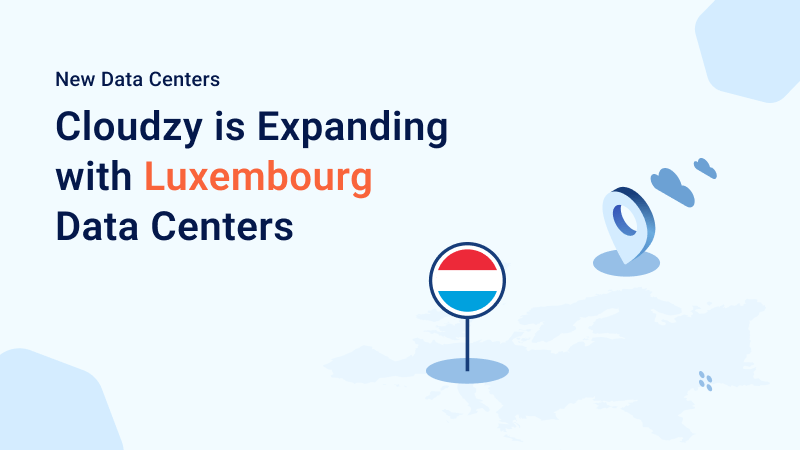 New Data Centers
Cloudzy is Expanding
with Luxembourg
Data Centers